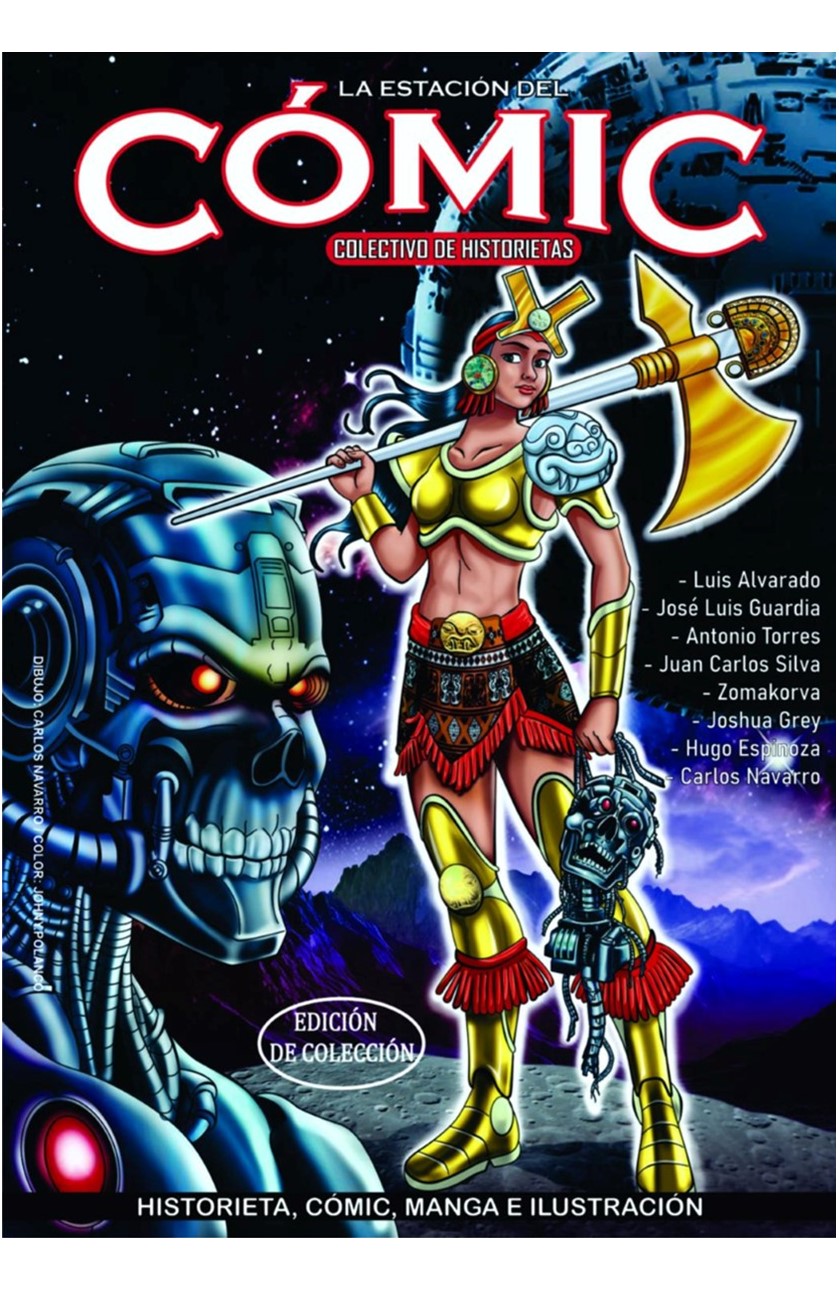 LA ESTACIÓN DEL
CÓMIC
COLECTIVO DE HISTORIETAS
- Luis Alvarado
- José Luis Guardia
- Antonio Torres
- Juan Carlos Silva
- Zomakorva
- Joshua Grey
- Hugo Espinoza
- Carlos Navarro
DIBUJO: CARLOS NAVARRO / COLOR: JOHN POLANCO
EDICIÓN
DE COLECCIÓN
HISTORIETA, CÓMIC, MANGA E ILUSTRACIÓN